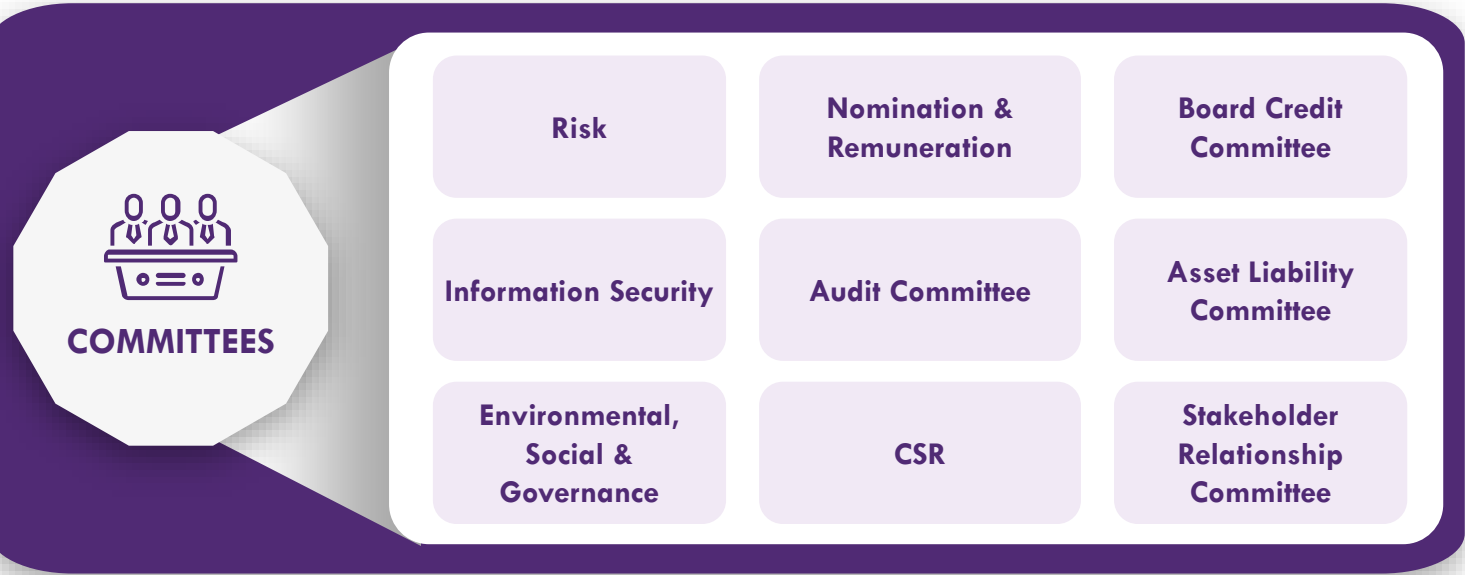 COMMITTEES
Risk
Nomination &
Remuneration
Board Credit
Committee
Information Security
Audit Committee
Asset Liability
Committee
Environmental,
Social &
Governance
CSR
Stakeholder
Relationship
Committee